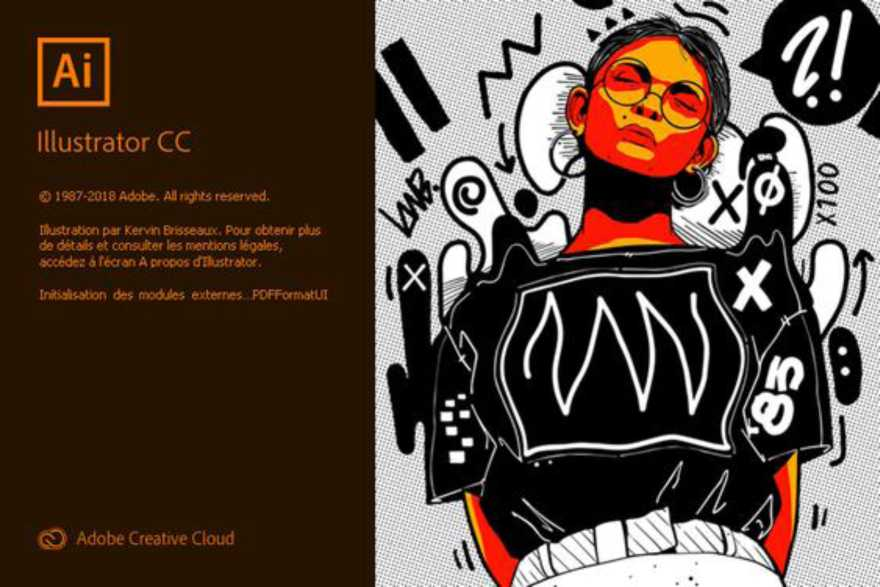 Ai
Illustrator CC
© 1987-2018 Adobe. All rights reserved.
Illustration par Kervin Brisseaux. Pour obtenir plus
de détails et consulter les mentions légales,
accédez à l'écran A propos d'Illustrator.
Initialisation des modules externes...PDFFormatUI
Adobe Creative Cloud
?!
X
X100
X
X
85